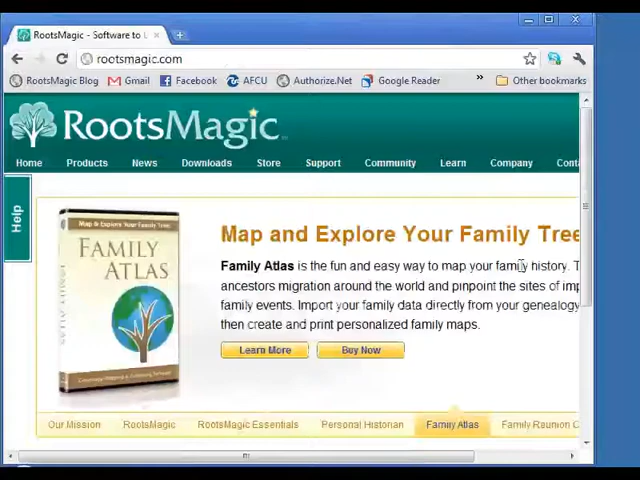 RootsMagic - Software to
rootsmagic.com
RootsMagic Blog Gmail Facebook AFCU Authorize.Net Google Reader » Other bookmarks
RootsMagic
Home Products News Downloads Store Support Community Learn Company Conta
Help
Map & Explore Your Family Tree
FAMILY
ATLAS
Map and Explore Your Family Tree
Family Atlas is the fun and easy way to map your family history. T
ancestors migration around the world and pinpoint the sites of imp
family events. Import your family data directly from your genealogy
then create and print personalized family maps.
Learn More Buy Now
Our Mission RootsMagic RootsMagic Essentials Personal Historian Family Atlas Family Reunion O